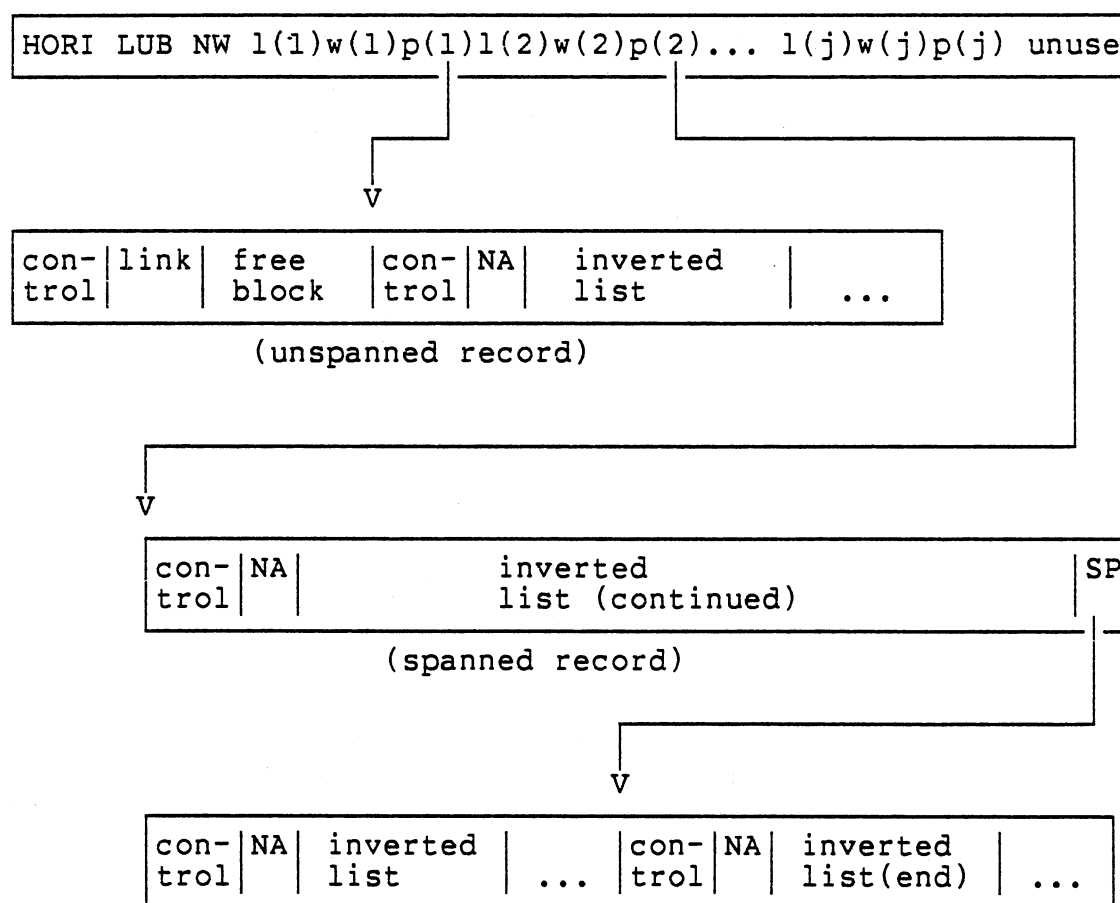 HORI LUB NW l(1)w(1)p(1)l(2)w(2)p(2)... l(j)w(j)p(j) unuse
V
con- link free con- NA inverted
trol block trol list ...
(unspanned record)
V
con- NA inverted SP
trol list (continued)
(spanned record)
V
con- NA inverted con- NA inverted
trol list ... trol list(end) ...